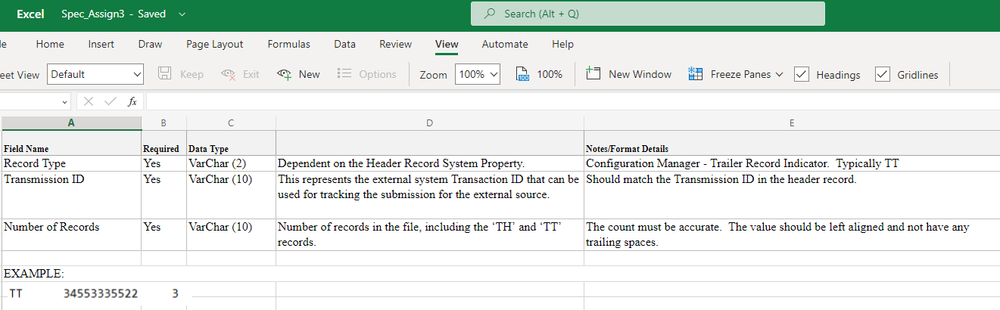 Excel Spec_Assign3 - Saved Search (Alt + Q)
le Home Insert Draw Page Layout Formulas Data Review View Automate Help
eet View Default Keep Exit New Options Zoom 100% 100 100% New Window Freeze Panes Headings Gridlines
fx
A B C D E
Field Name Required Data Type Notes/Format Details
Record Type Yes VarChar (2) Dependent on the Header Record System Property. Configuration Manager - Trailer Record Indicator.  Typically TT
Transmission ID Yes VarChar (10) This represents the external system Transaction ID that can be Should match the Transmission ID in the header record.
used for tracking the submission for the external source.
Number of Records Yes VarChar (10) Number of records in the file, including the ‘TH’ and ‘TT’ The count must be accurate.  The value should be left aligned and not have any
records. trailing spaces.
EXAMPLE:
TT 34553335522 3